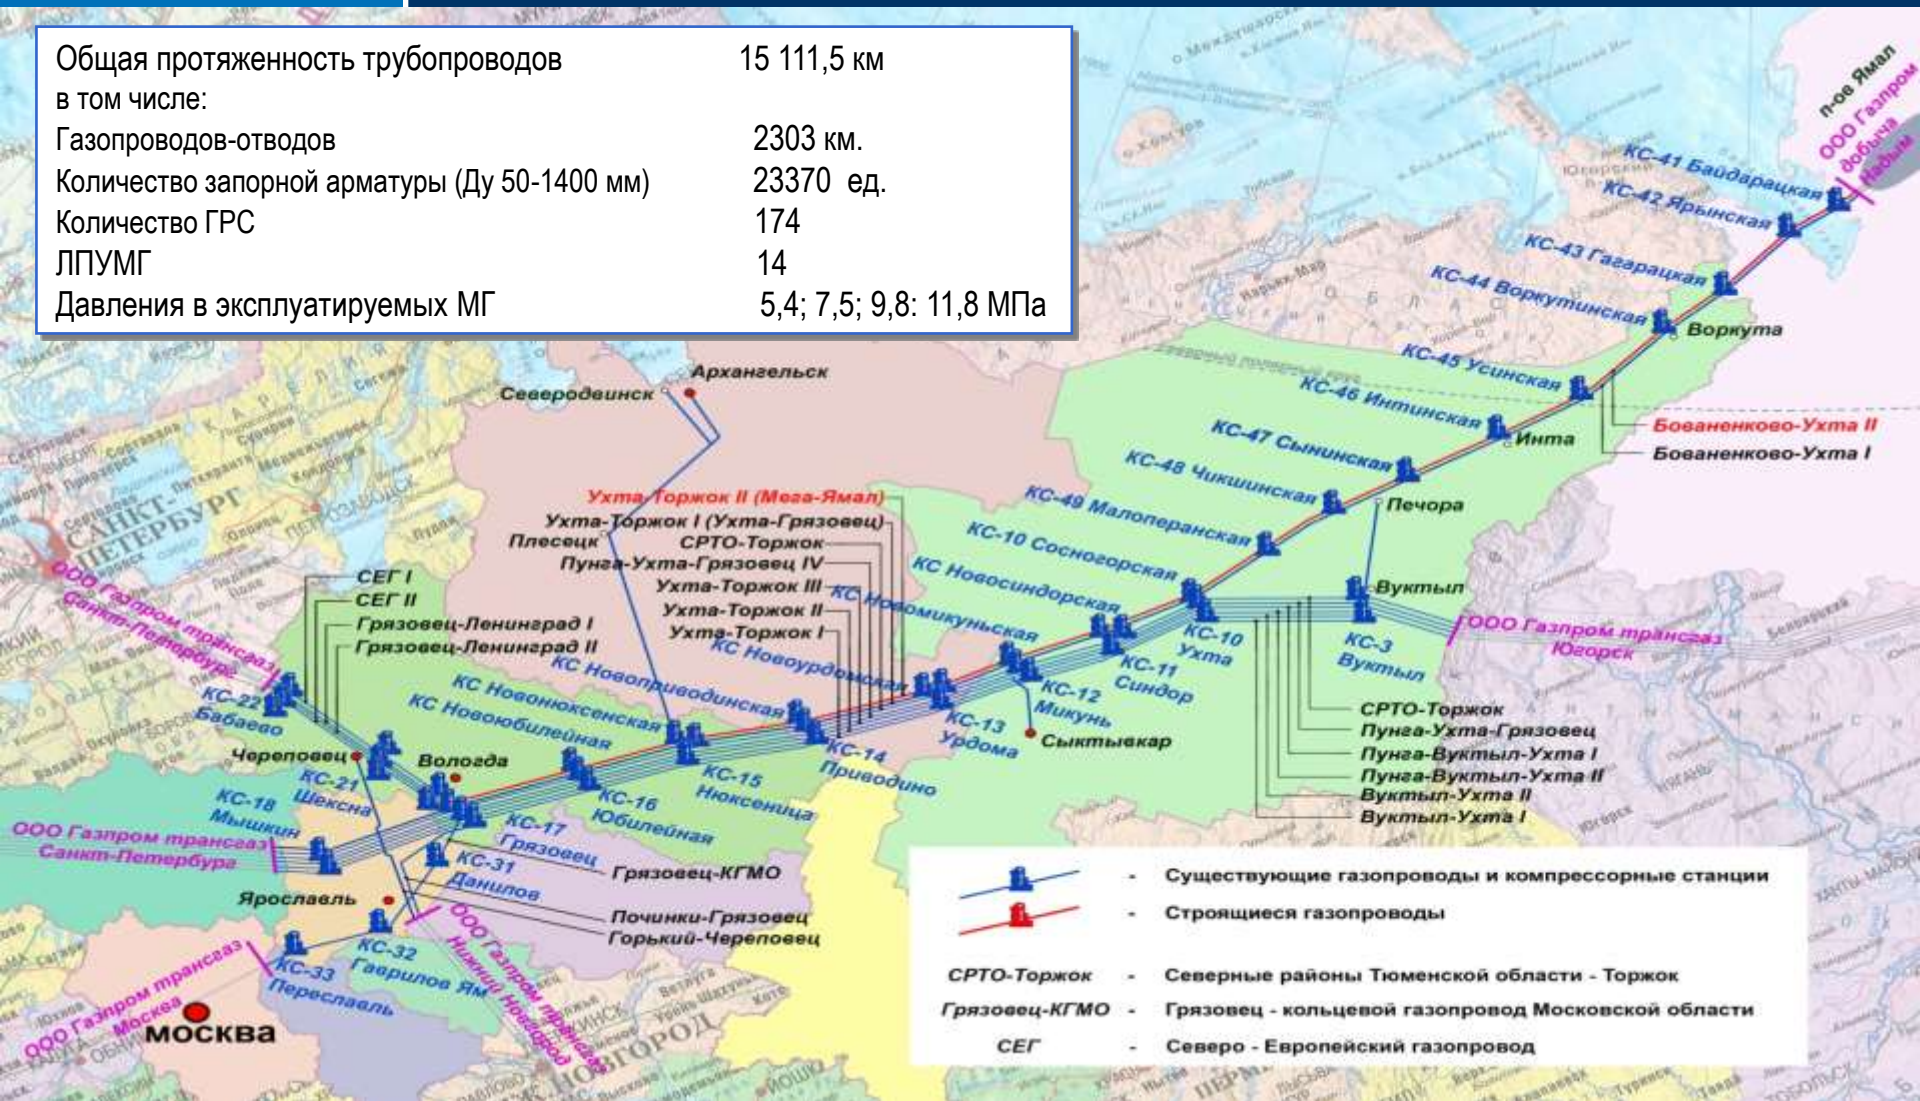 Общая протяженность трубопроводов 15 111,5 км
в том числе:
Газопроводов-отводов 2303 км.
Количество запорной арматуры (Ду 50-1400 мм) 23370 ед.
Количество ГРС 174
ЛПУМГ 14
Давления в эксплуатируемых МГ 5,4; 7,5; 9,8: 11,8 МПа
п-ов Ямал
ООО Газпром
добыча
Надым
КС-41 Байдарацкая
КС-42 Ярынская
КС-43 Гагарацкая
КС-44 Воркутинская
Воркута
КС-45 Усинская
КС-46 Интинская
Инта
Бованенково-Ухта II
Бованенково-Ухта I
КС-47 Сынинская
КС-48 Чикшинская
Печора
КС-49 Малоперанская
КС-10 Сосногорская
КС Новосиндорская
КС Новомикуньская
КС Новоурдомская
КС Новоприводинская
КС Новонюксенская
КС Новоюбилейная
Архангельск
Северодвинск
Плесецк
Ухта-Торжок II (Мега-Ямал)
Ухта-Торжок I (Ухта-Грязовец)
СРТО-Торжок
Пунга-Ухта-Грязовец IV
Ухта-Торжок III
Ухта-Торжок II
Ухта-Торжок I
Вуктыл
КС-3
Вуктыл
ООО Газпром трансгаз
Югорск
КС-10
Ухта
КС-11
Синдор
КС-12
Микунь
Сыктывкар
КС-13
Урдома
КС-14
Приводино
КС-15
Нюксеница
КС-16
Юбилейная
КС-17
Грязовец
СРТО-Торжок
Пунга-Ухта-Грязовец
Пунга-Вуктыл-Ухта I
Пунга-Вуктыл-Ухта II
Вуктыл-Ухта II
Вуктыл-Ухта I
САНКТ-
ПЕТЕРБУРГ
ПЕТРОЗАВОДСК
СЕГ I
СЕГ II
Грязовец-Ленинград I
Грязовец-Ленинград II
ООО Газпром трансгаз
Санкт-Петербург
КС-22
Бабаево
Череповец
Вологда
КС-21
Шексна
КС-18
Мышкин
ООО Газпром трансгаз
Санкт-Петербург
КС-31
Данилов
Грязовец-КГМО
Починки-Грязовец
Горький-Череповец
Ярославль
КС-32
Гаврилов Ям
КС-33
Переславль
ООО Газпром трансгаз
Москва
ООО Газпром трансгаз
Нижний Новгород
МОСКВА
НОВГОРОД
- Существующие газопроводы и компрессорные станции
- Строящиеся газопроводы
СРТО-Торжок - Северные районы Тюменской области - Торжок
Грязовец-КГМО - Грязовец - кольцевой газопровод Московской области
СЕГ - Северо - Европейский газопровод